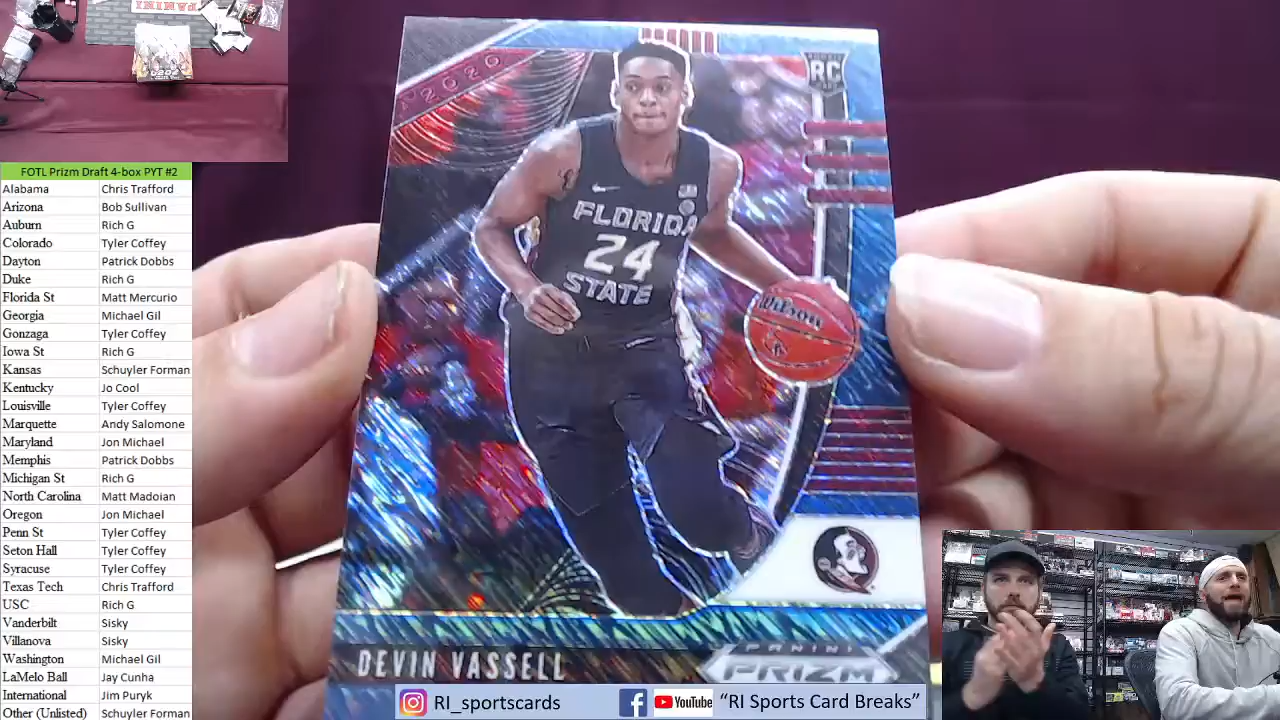 PANINI
FOTL Prizm Draft 4-box PYT #2
Alabama Chris Trafford
Arizona Bob Sullivan
Auburn Rich G
Colorado Tyler Coffey
Dayton Patrick Dobbs
Duke Rich G
Florida St Matt Mercurio
Georgia Michael Gil
Gonzaga Tyler Coffey
Iowa St Rich G
Kansas Schuyler Forman
Kentucky Jo Cool
Louisville Tyler Coffey
Marquette Andy Salomone
Maryland Jon Michael
Memphis Patrick Dobbs
Michigan St Rich G
North Carolina Matt Madoian
Oregon Jon Michael
Penn St Tyler Coffey
Seton Hall Tyler Coffey
Syracuse Tyler Coffey
Texas Tech Chris Trafford
USC Rich G
Vanderbilt Sisky
Villanova Sisky
Washington Michael Gil
LaMelo Ball Jay Cunha
International Jim Puryk
Other (Unlisted) Schuyler Forman
2020
RC
FLORIDA
24
STATE
Wilson
DEVIN VASSELL
PANINI
PRIZM
RI_sportscards
YouTube
"RI Sports Card Breaks"